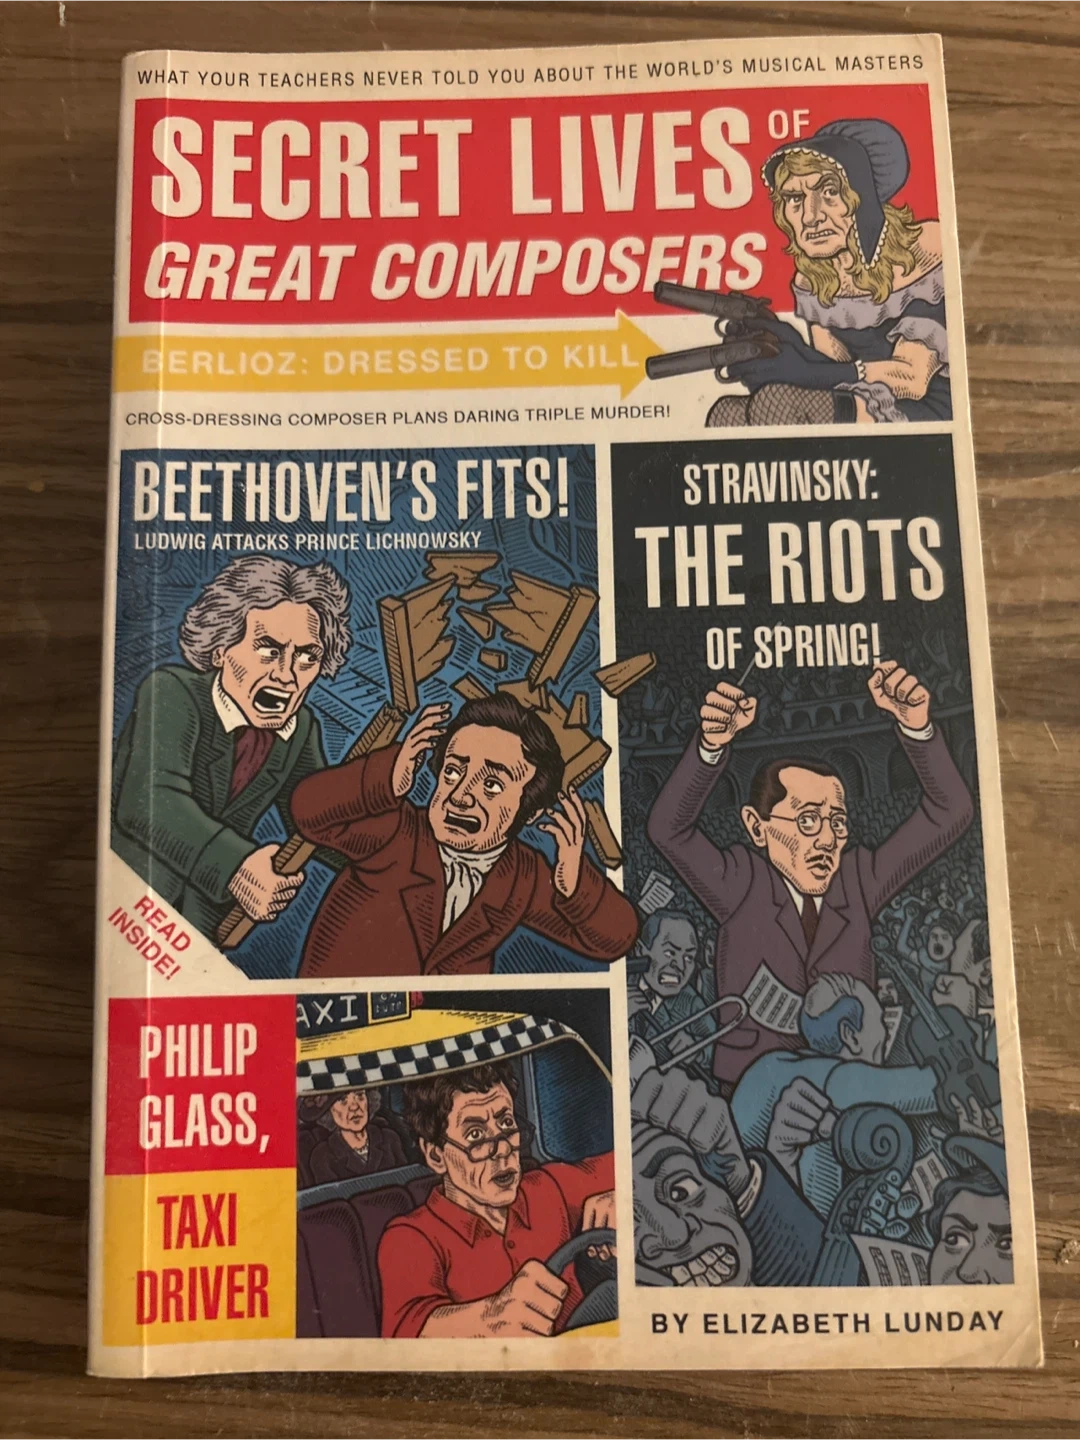 WHAT YOUR TEACHERS NEVER TOLD YOU ABOUT THE WORLD'S MUSICAL MASTERS
SECRET LIVES OF
GREAT COMPOSERS
BERLIOZ: DRESSED TO KILL
CROSS-DRESSING COMPOSER PLANS DARING TRIPLE MURDER!
BEETHOVEN'S FITS!
LUDWIG ATTACKS PRINCE LICHNOWSKY
READ
INSIDE!
STRAVINSKY:
THE RIOTS
OF SPRING!
PHILIP
GLASS,
TAXI
DRIVER
AXI
BY ELIZABETH LUNDAY